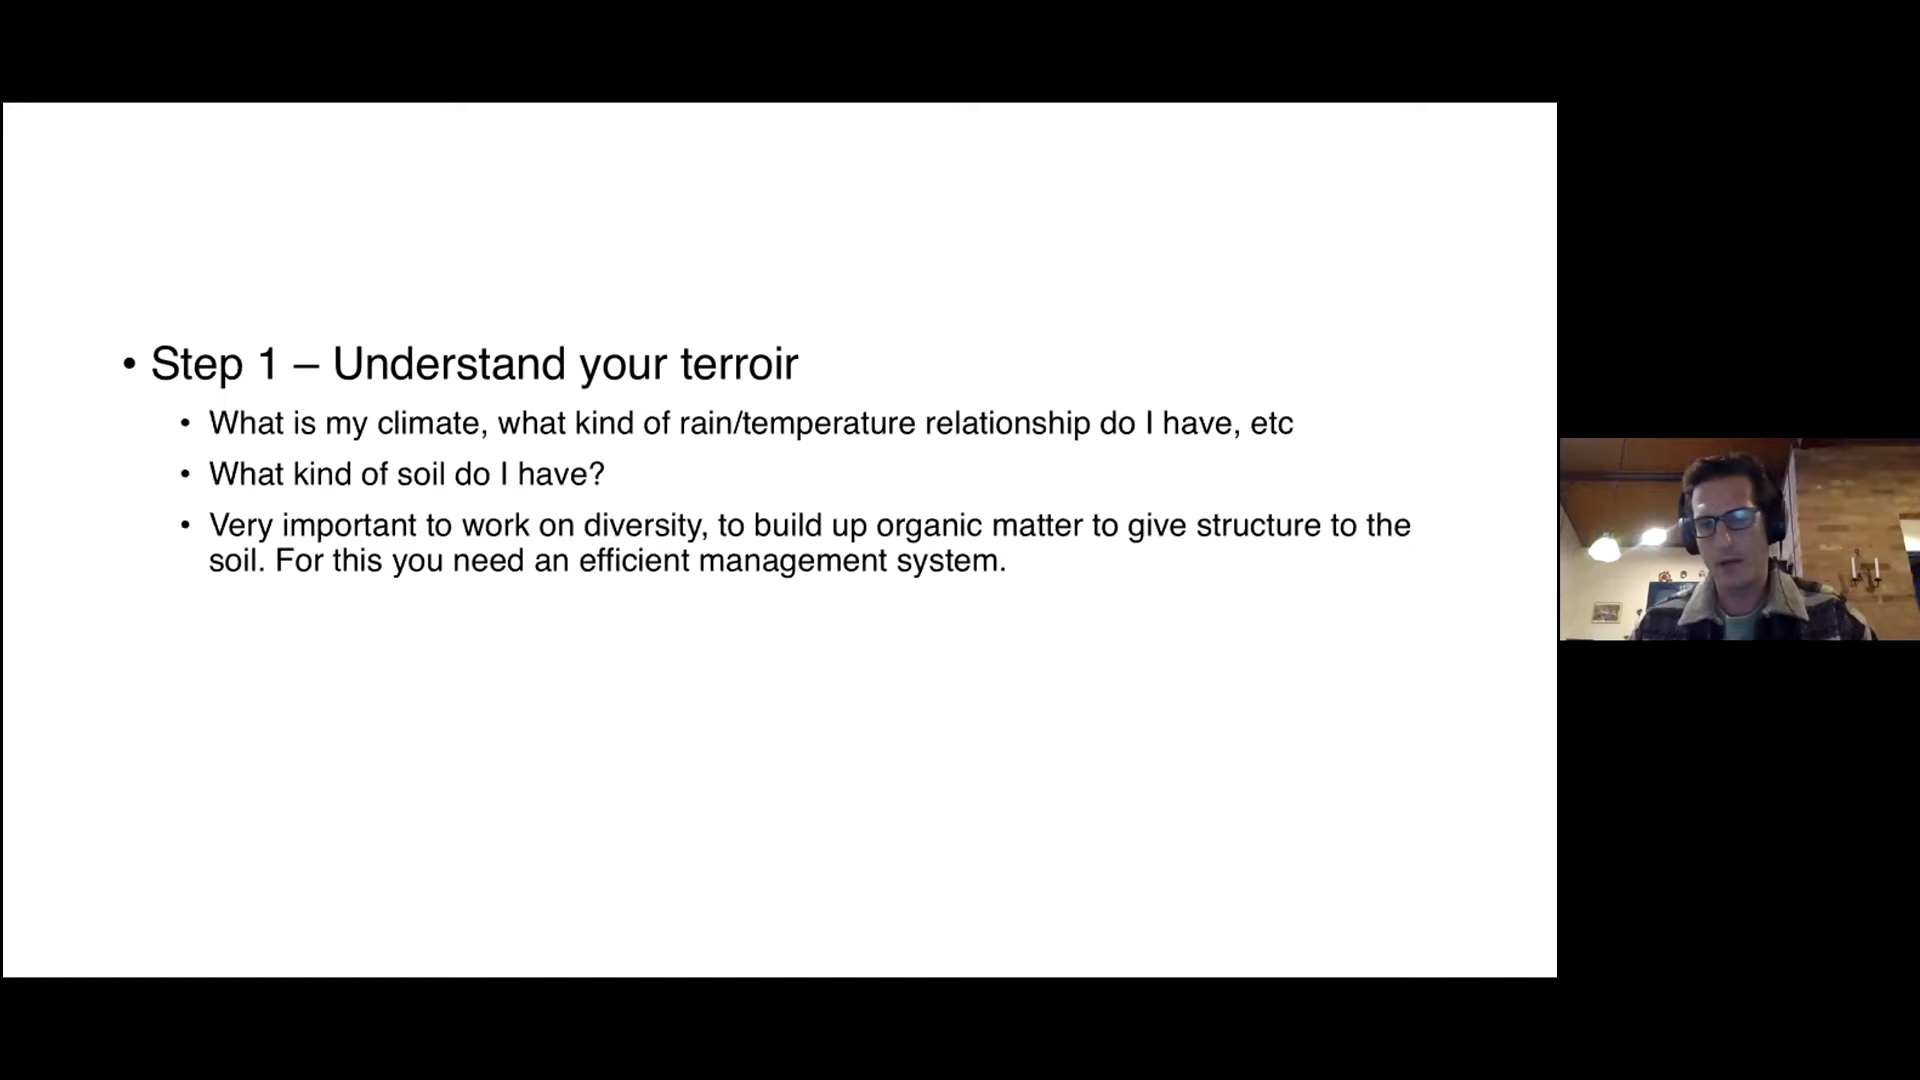 • Step 1 – Understand your terroir
• What is my climate, what kind of rain/temperature relationship do I have, etc
• What kind of soil do I have?
• Very important to work on diversity, to build up organic matter to give structure to the
soil. For this you need an efficient management system.